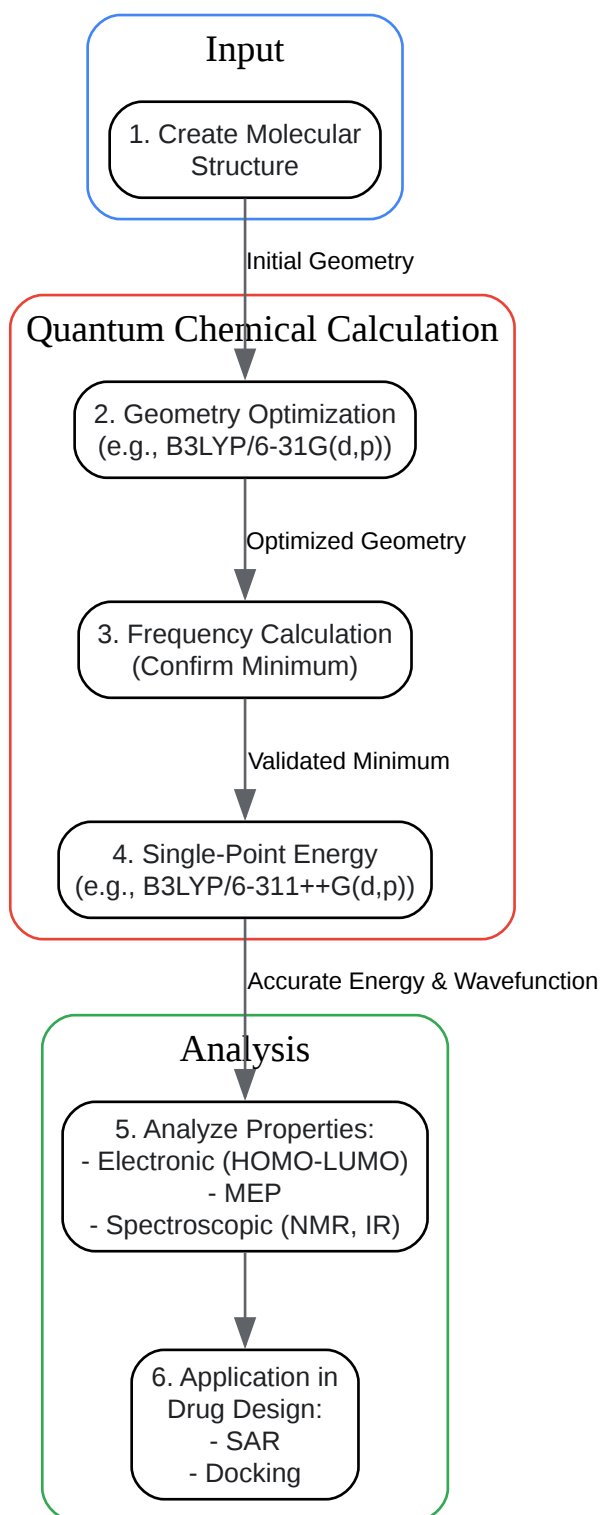 Input
1. Create Molecular
Structure
Initial Geometry
Quantum Chemical Calculation
2. Geometry Optimization
(e.g., B3LYP/6-31G(d,p))
Optimized Geometry
3. Frequency Calculation
(Confirm Minimum)
Validated Minimum
4. Single-Point Energy
(e.g., B3LYP/6-311++G(d,p))
Accurate Energy & Wavefunction
Analysis
5. Analyze Properties:
- Electronic (HOMO-LUMO)
- MEP
- Spectroscopic (NMR, IR)
6. Application in
Drug Design:
- SAR
- Docking